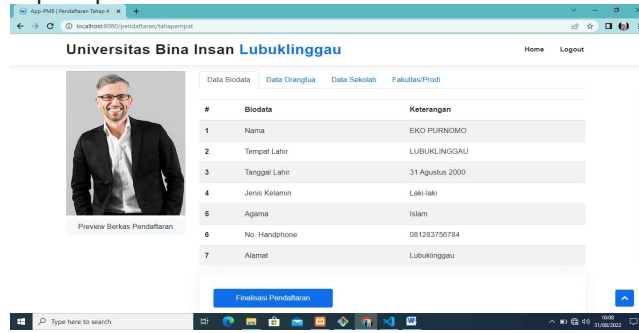 App-PMB | Pendaftaran Tahap 4
localhost:8080/pendaftaran/tahapempat
Universitas Bina Insan Lubuklinggau
Home Logout
Data Biodata Data Orangtua Data Sekolah Fakultas/Prodi
# Biodata Keterangan
1 Nama EKO PURNOMO
2 Tempat Lahir LUBUKLINGGAU
3 Tanggal Lahir 31 Agustus 2000
4 Jenis Kelamin Laki-laki
5 Agama Islam
Preview Berkas Pendaftaran
6 No. Handphone 081283756784
7 Alamat Lubuklinggau
Finalisasi Pendaftaran
Type here to search
16:08
31/08/2022